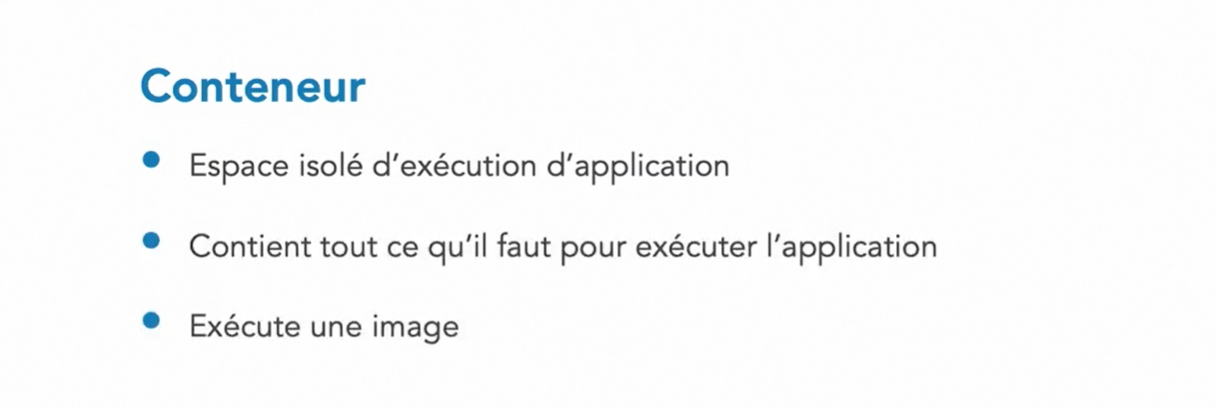 Conteneur
Espace isolé d’exécution d’application
Contient tout ce qu’il faut pour exécuter l’application
Exécute une image